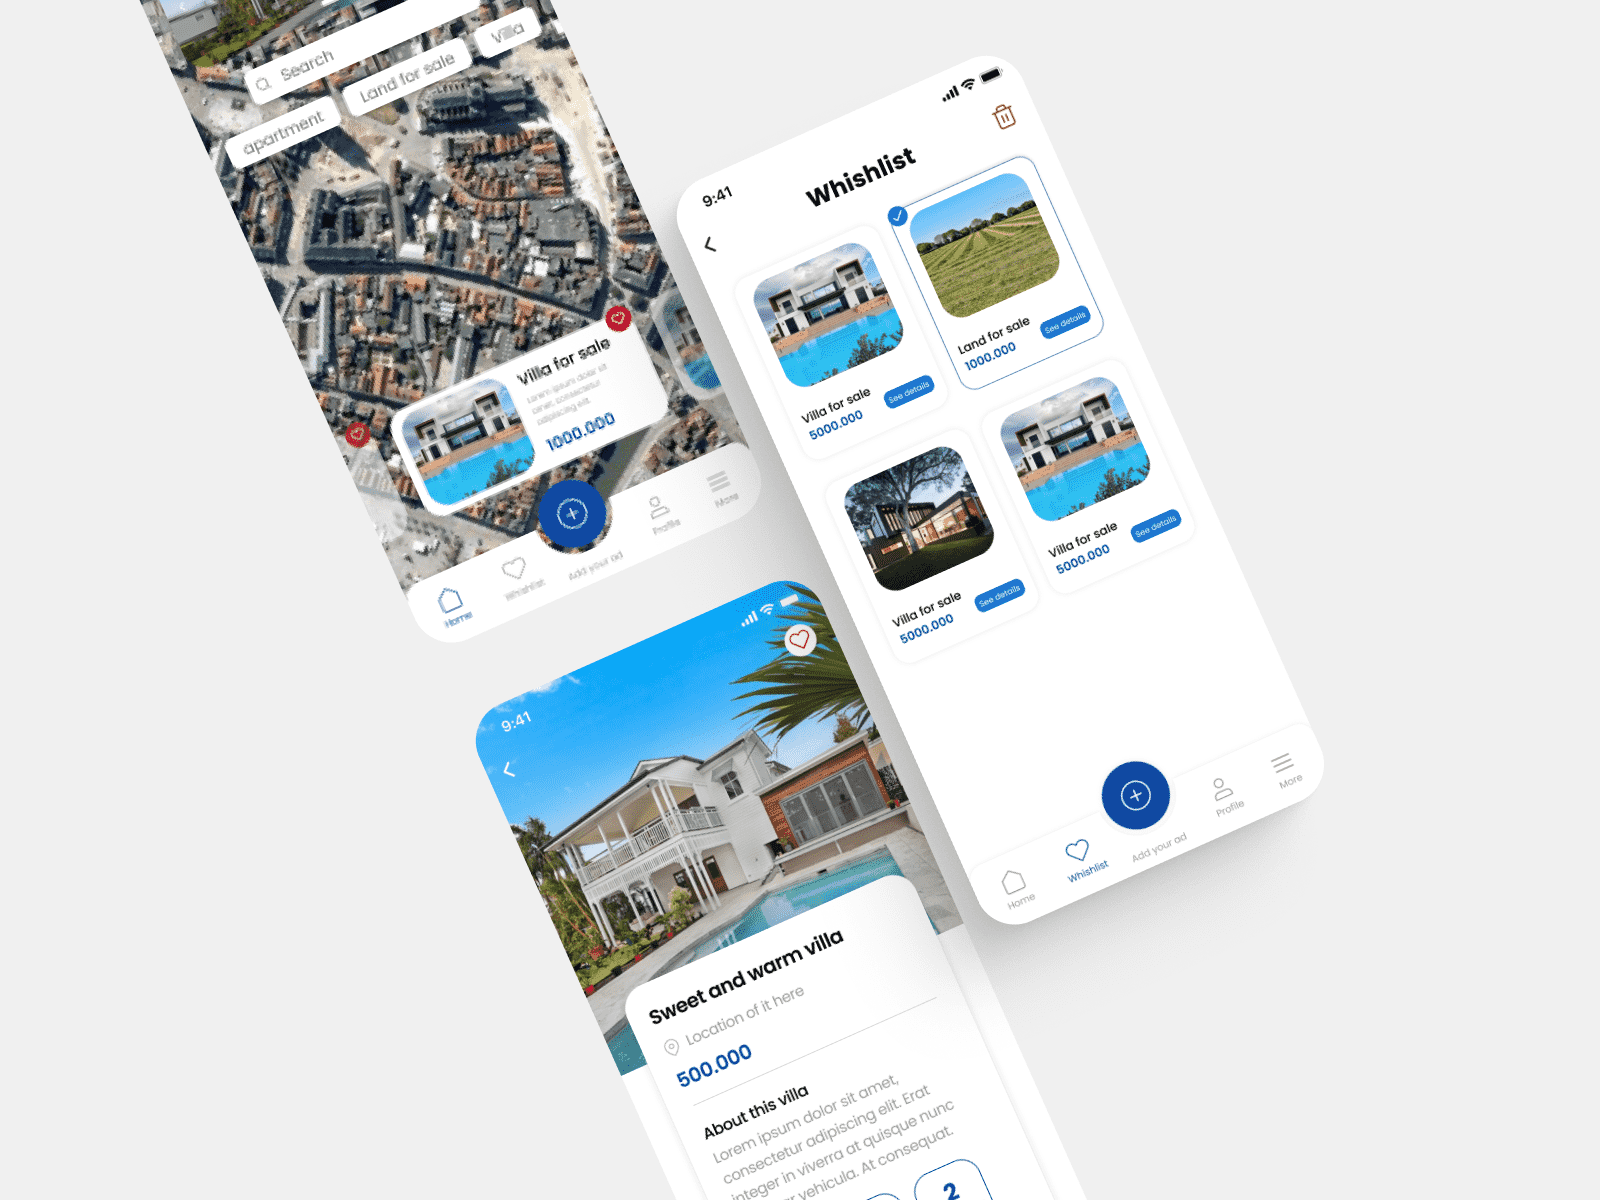 Search
apartment
Land for sale
Villa
Villa for sale
Lorem ipsum dolor sit
amet, consectetur
adipiscing elit.
1000.000
Home
Whishlist
Add your ad
Profile
More
9:41
Whishlist
Villa for sale
5000.000
See details
Land for sale
1000.000
See details
Villa for sale
5000.000
See details
Villa for sale
5000.000
See details
Home
Whishlist
Add your ad
Profile
More
9:41
Sweet and warm villa
Location of it here
500.000
About this villa
Lorem ipsum dolor sit amet,
consectetur adipiscing elit. Erat
integer in viverra at quisque nunc
vehicula. At consequat.
2